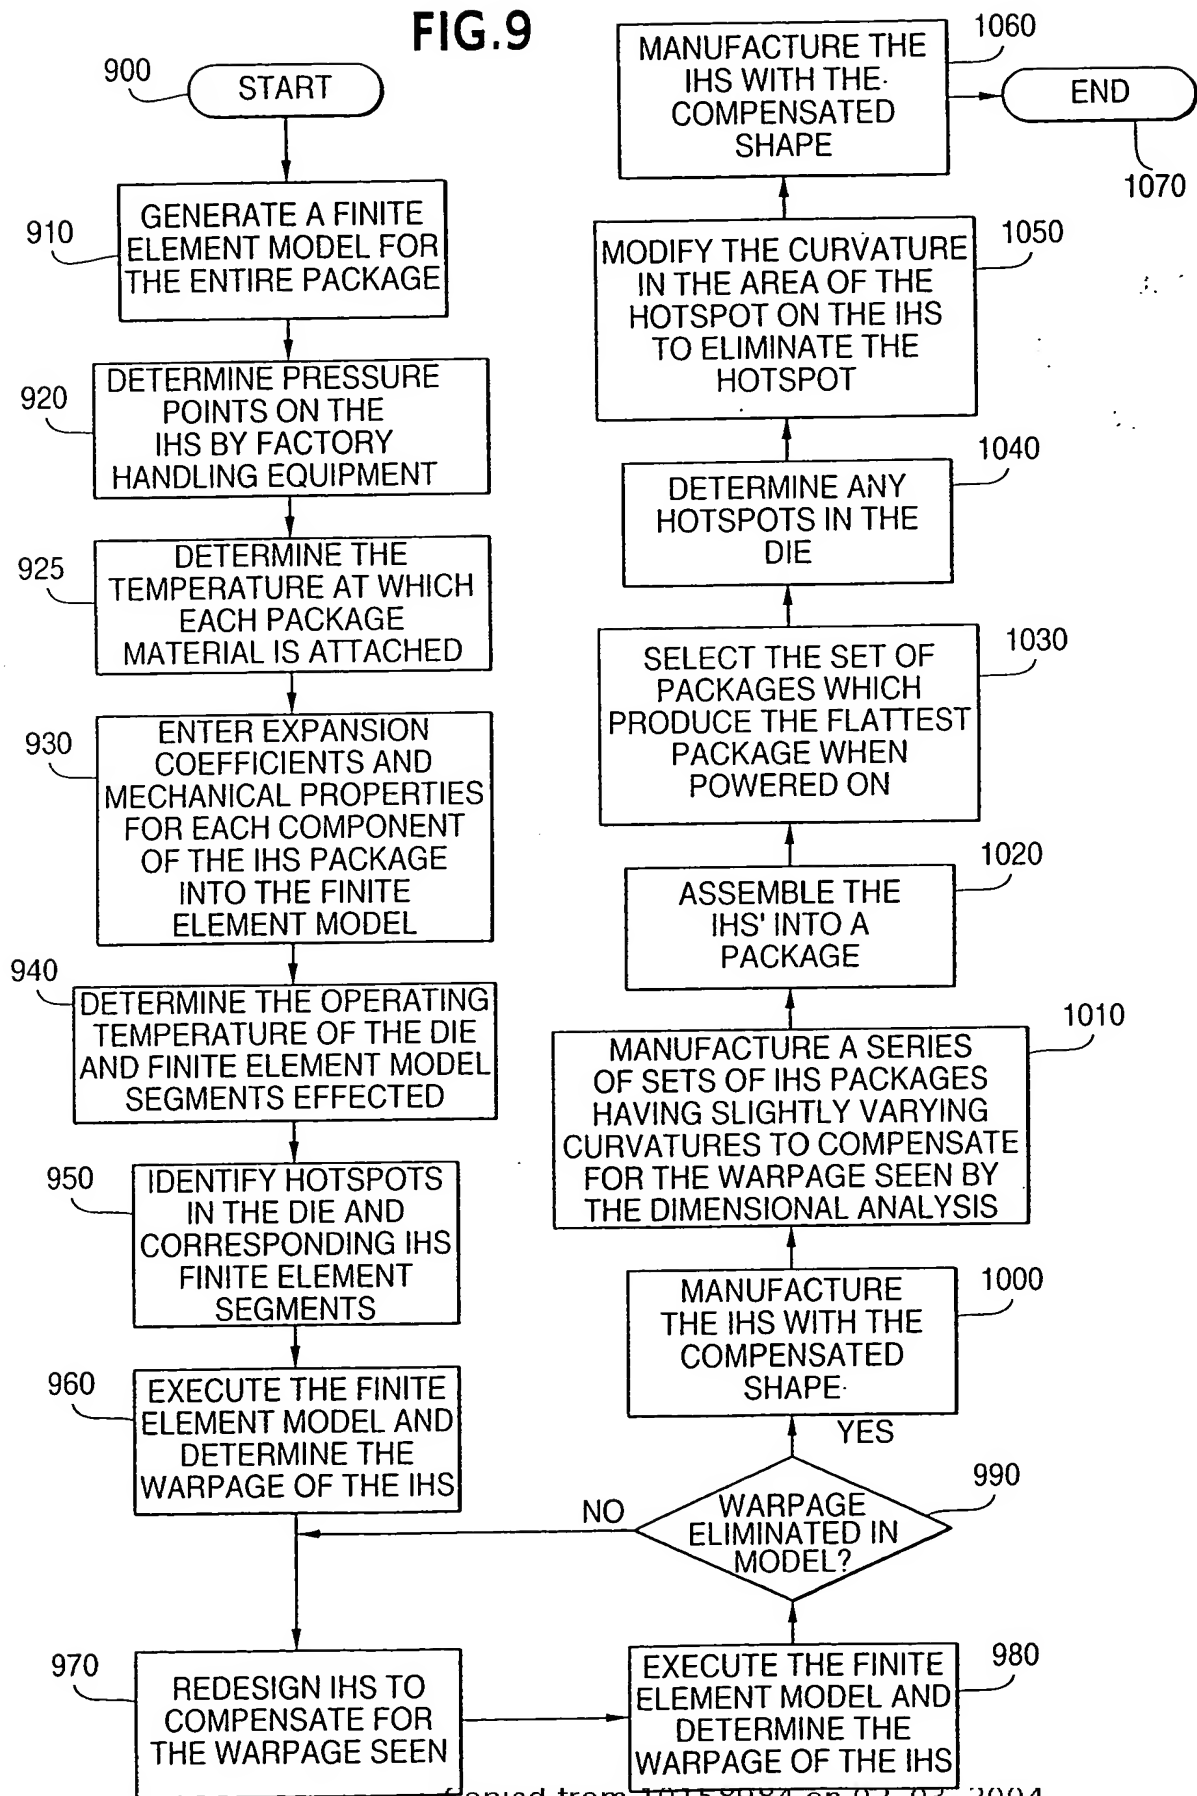 FIG.9
900
START
910
GENERATE A FINITE
ELEMENT MODEL FOR
THE ENTIRE PACKAGE
920
DETERMINE PRESSURE
POINTS ON THE
IHS BY FACTORY
HANDLING EQUIPMENT
925
DETERMINE THE
TEMPERATURE AT WHICH
EACH PACKAGE
MATERIAL IS ATTACHED
930
ENTER EXPANSION
COEFFICIENTS AND
MECHANICAL PROPERTIES
FOR EACH COMPONENT
OF THE IHS PACKAGE
INTO THE FINITE
ELEMENT MODEL
940
DETERMINE THE OPERATING
TEMPERATURE OF THE DIE
AND FINITE ELEMENT MODEL
SEGMENTS EFFECTED
950
IDENTIFY HOTSPOTS
IN THE DIE AND
CORRESPONDING IHS
FINITE ELEMENT
SEGMENTS
960
EXECUTE THE FINITE
ELEMENT MODEL AND
DETERMINE THE
WARPAGE OF THE IHS
970
REDESIGN IHS TO
COMPENSATE FOR
THE WARPAGE SEEN
980
EXECUTE THE FINITE
ELEMENT MODEL AND
DETERMINE THE
WARPAGE OF THE IHS
990
WARPAGE
ELIMINATED IN
MODEL?
NO
YES
1000
MANUFACTURE
THE IHS WITH THE
COMPENSATED
SHAPE
1010
MANUFACTURE A SERIES
OF SETS OF IHS PACKAGES
HAVING SLIGHTLY VARYING
CURVATURES TO COMPENSATE
FOR THE WARPAGE SEEN BY
THE DIMENSIONAL ANALYSIS
1020
ASSEMBLE THE
IHS' INTO A
PACKAGE
1030
SELECT THE SET OF
PACKAGES WHICH
PRODUCE THE FLATTEST
PACKAGE WHEN
POWERED ON
1040
DETERMINE ANY
HOTSPOTS IN THE
DIE
1050
MODIFY THE CURVATURE
IN THE AREA OF THE
HOTSPOT ON THE IHS
TO ELIMINATE THE
HOTSPOT
1060
MANUFACTURE THE
IHS WITH THE
COMPENSATED
SHAPE
END
1070
from 10158984 on